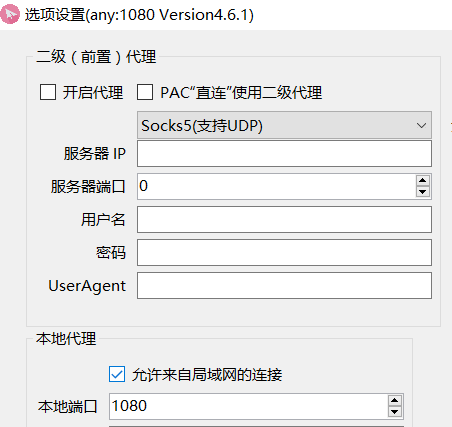 选项设置(any:1080 Version4.6.1)
二级（前置）代理
开启代理 PAC“直连”使用二级代理
Socks5(支持UDP)
服务器 IP
服务器端口 0
用户名
密码
UserAgent
本地代理
允许来自局域网的连接
本地端口 1080